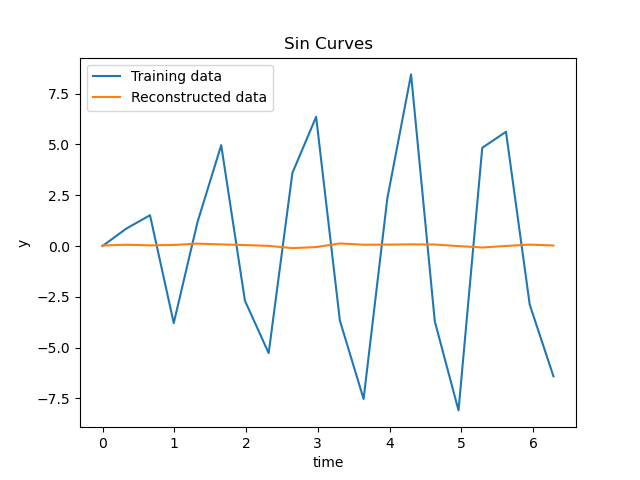 Sin Curves
Training data
Reconstructed data
7.5
5.0
2.5
0.0
−2.5
−5.0
−7.5
y
0 1 2 3 4 5 6
time